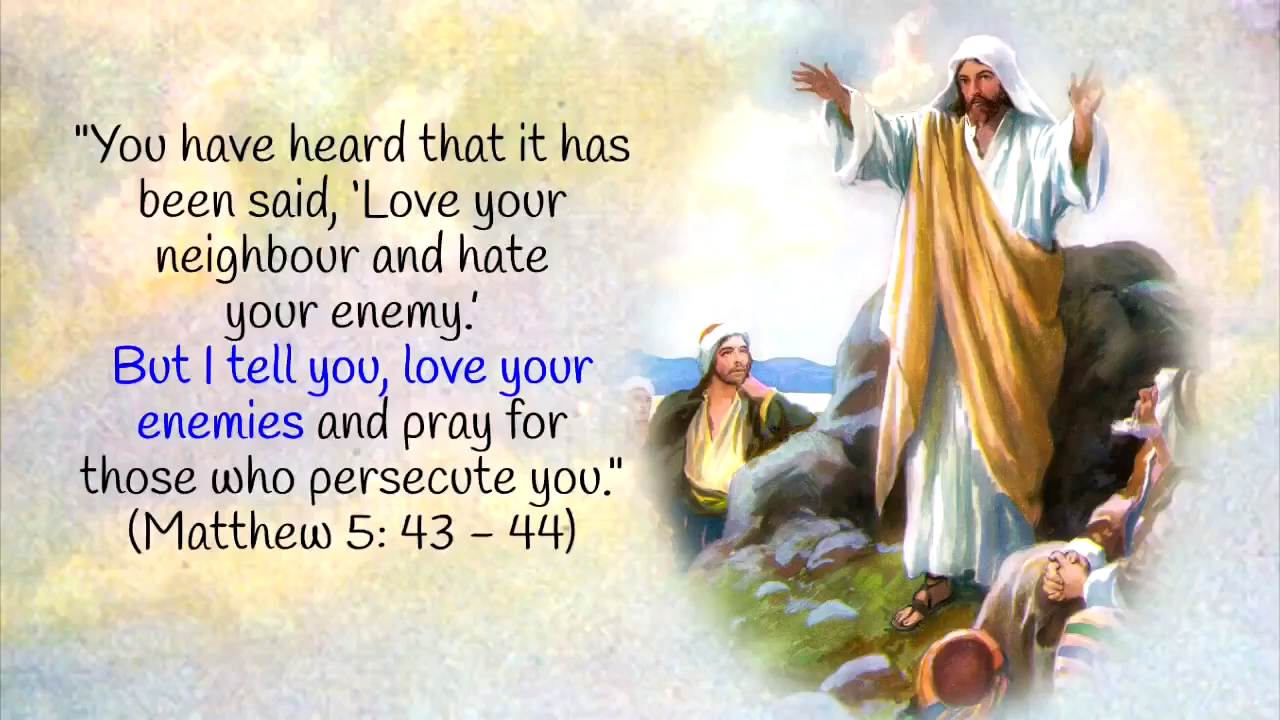 "You have heard that it has
been said, 'Love your
neighbour and hate
your enemy.'
But I tell you, love your
enemies and pray for
those who persecute you."
(Matthew 5: 43 – 44)